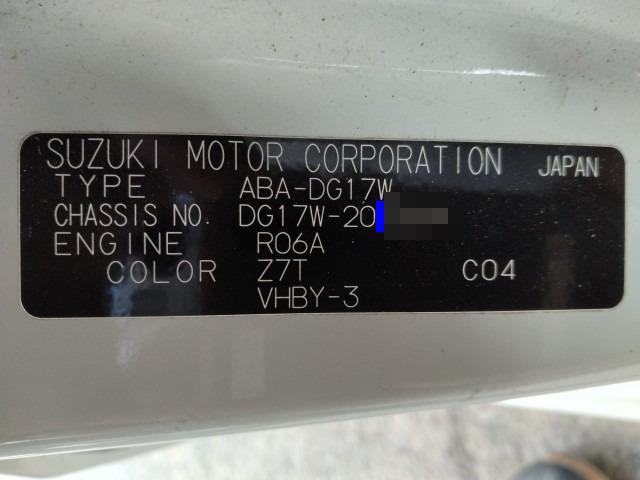 SUZUKI MOTOR CORPORATION JAPAN
TYPE ABA-DG17W
CHASSIS NO. DG17W-20
ENGINE R06A
COLOR Z7T C04
VHBY-3